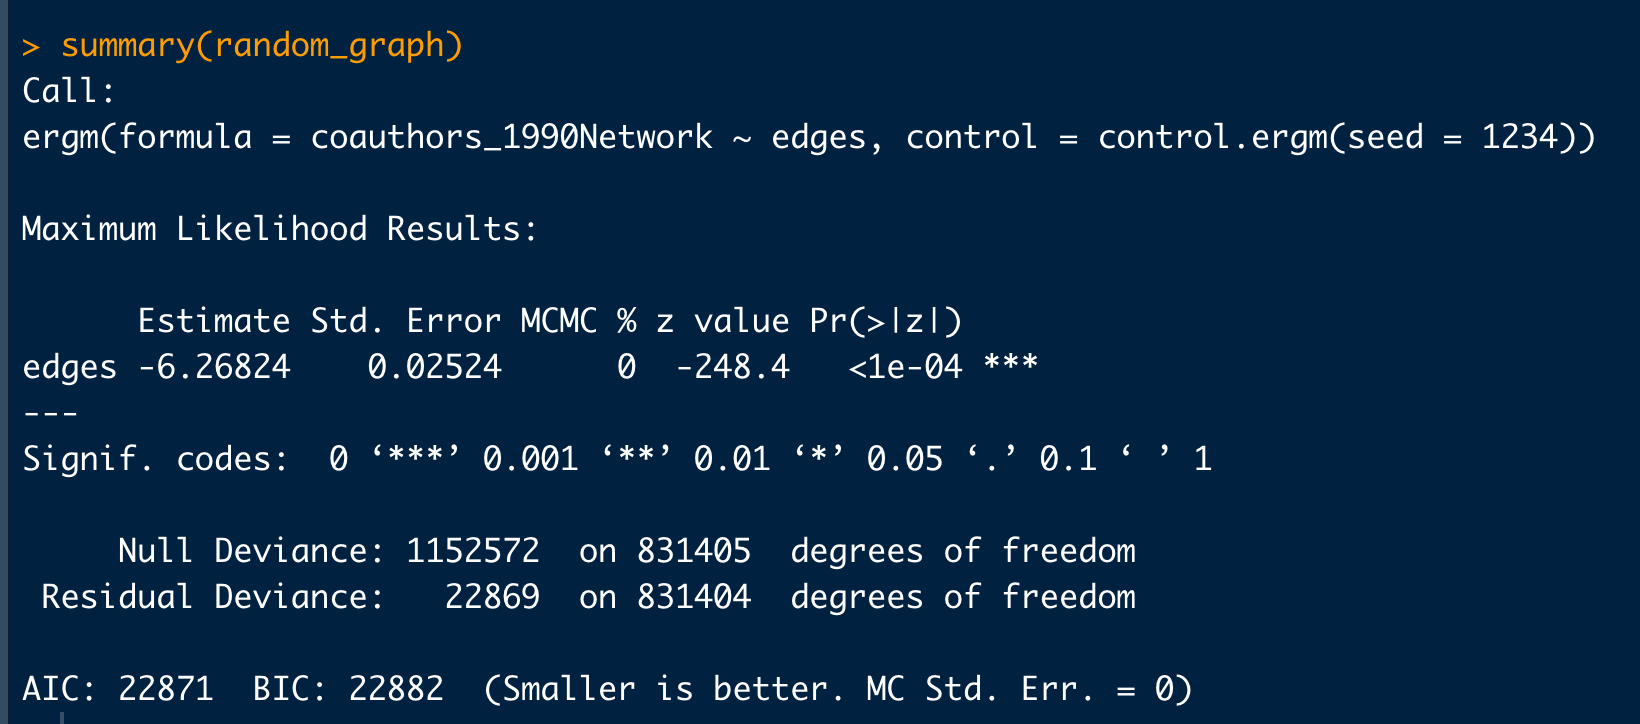 > summary(random_graph)
Call:
ergm(formula = coauthors_1990Network ~ edges, control = control.ergm(seed = 1234))
Maximum Likelihood Results:
Estimate Std. Error MCMC % z value Pr(>|z|)
edges -6.26824 0.02524 0 -248.4 <1e-04 ***
---
Signif. codes: 0 ‘***’ 0.001 ‘**’ 0.01 ‘*’ 0.05 ‘.’ 0.1 ‘ ’ 1
Null Deviance: 1152572 on 831405 degrees of freedom
Residual Deviance: 22869 on 831404 degrees of freedom
AIC: 22871 BIC: 22882 (Smaller is better. MC Std. Err. = 0)